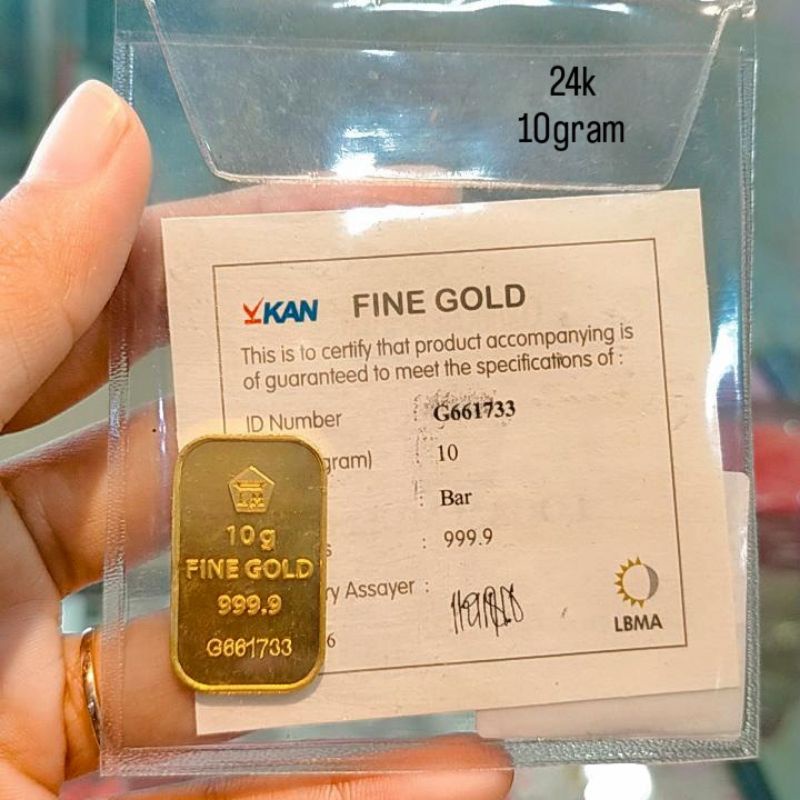 24k
10gram
KAN FINE GOLD
This is to certify that product accompanying is
of guaranteed to meet the specifications of :
ID Number : G661733
gram) : 10
: Bar
s : 999.9
ry Assayer :
6
LBMA
LM
10g
FINE GOLD
999.9
G661733